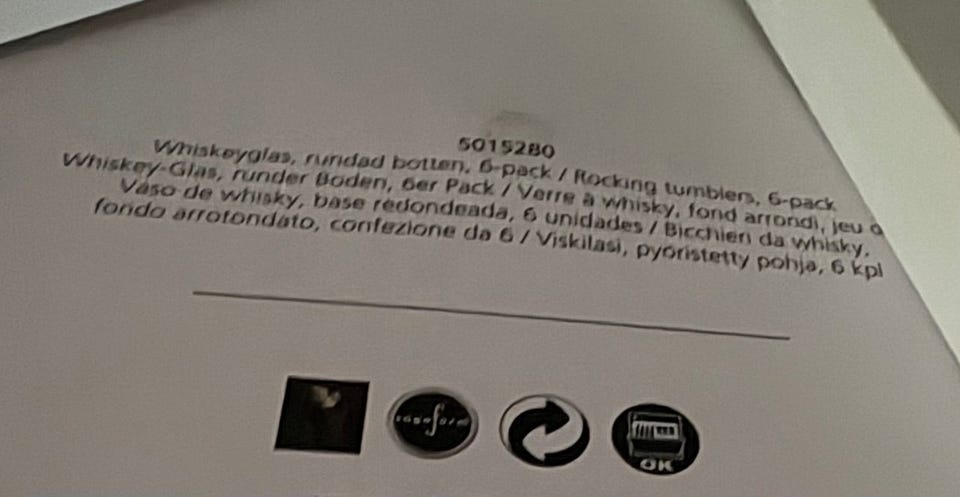 5015280
Whiskeyglas, rundad botten, 6-pack / Rocking tumblers, 6-pack
Whiskey-Glas, runder Boden, 6er Pack / Verre à whisky, fond arrondi, jeu d
Vaso de whisky, base redondeada, 6 unidades / Bicchieri da whisky,
fondo arrotondato, confezione da 6 / Viskilasi, pyöristetty pohja, 6 kpl
sagaform
OK